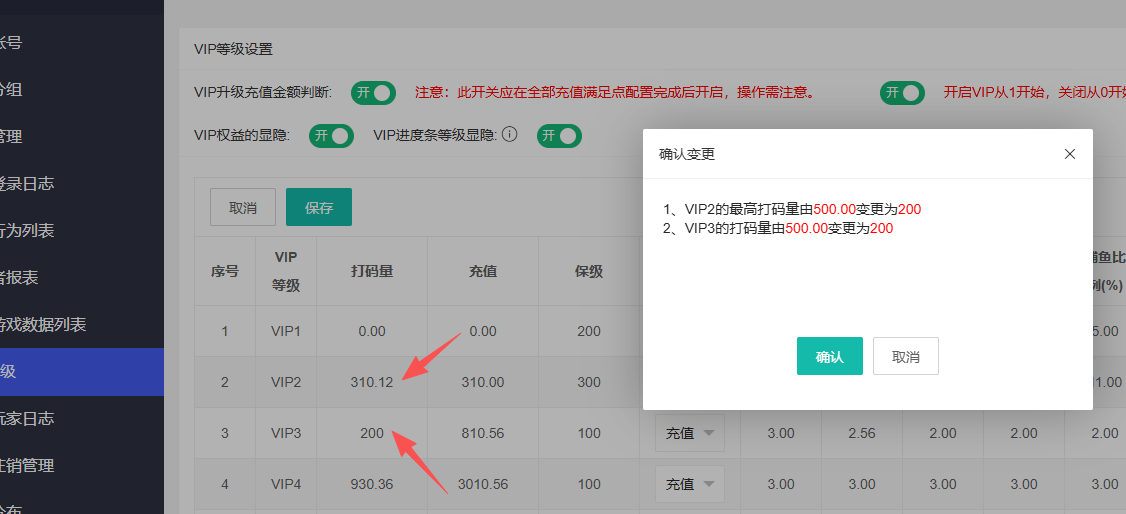 账号
分组
管理
登录日志
行为列表
者报表
游戏数据列表
级
玩家日志
注销管理
分布
VIP等级设置
VIP升级充值金额判断:
开
注意：此开关应在全部充值满足点配置完成后开启，操作需注意。
开
开启VIP从1开始，关闭从0开始
VIP权益的显隐:
开
VIP进度条等级显隐:
开
取消
保存
序号
VIP
等级
打码量
充值
保级
捕鱼比
例(%)
1 VIP1 0.00 0.00 200 5.00
2 VIP2 310.12 310.00 300 11.00
3 VIP3 200 810.56 100 充值 3.00 2.56 2.00 2.00 2.00
4 VIP4 930.36 3010.56 100 充值 3.00 3.00 3.00 3.00 3.00
确认变更
1、VIP2的最高打码量由500.00变更为200
2、VIP3的打码量由500.00变更为200
确认
取消